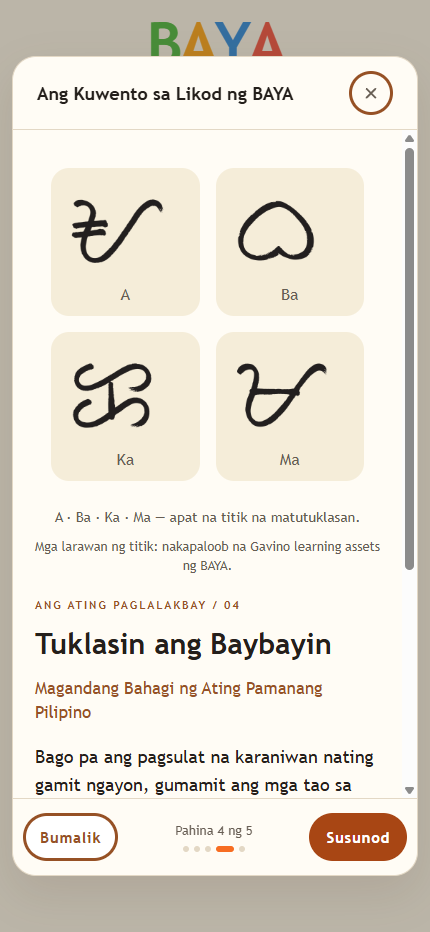 BAYA
Ang Kuwento sa Likod ng BAYA
×
ᜀ
A
ᜊ
Ba
ᜃ
Ka
ᜋ
Ma
A · Ba · Ka · Ma — apat na titik na matutuklasan.
Mga larawan ng titik: nakapaloob na Gavino learning assets
ng BAYA.
ANG ATING PAGLALAKBAY / 04
Tuklasin ang Baybayin
Magandang Bahagi ng Ating Pamanang
Pilipino
Bago pa ang pagsulat na karaniwan nating
gamit ngayon, gumamit ang mga tao sa
Bumalik
Pahina 4 ng 5
Susunod